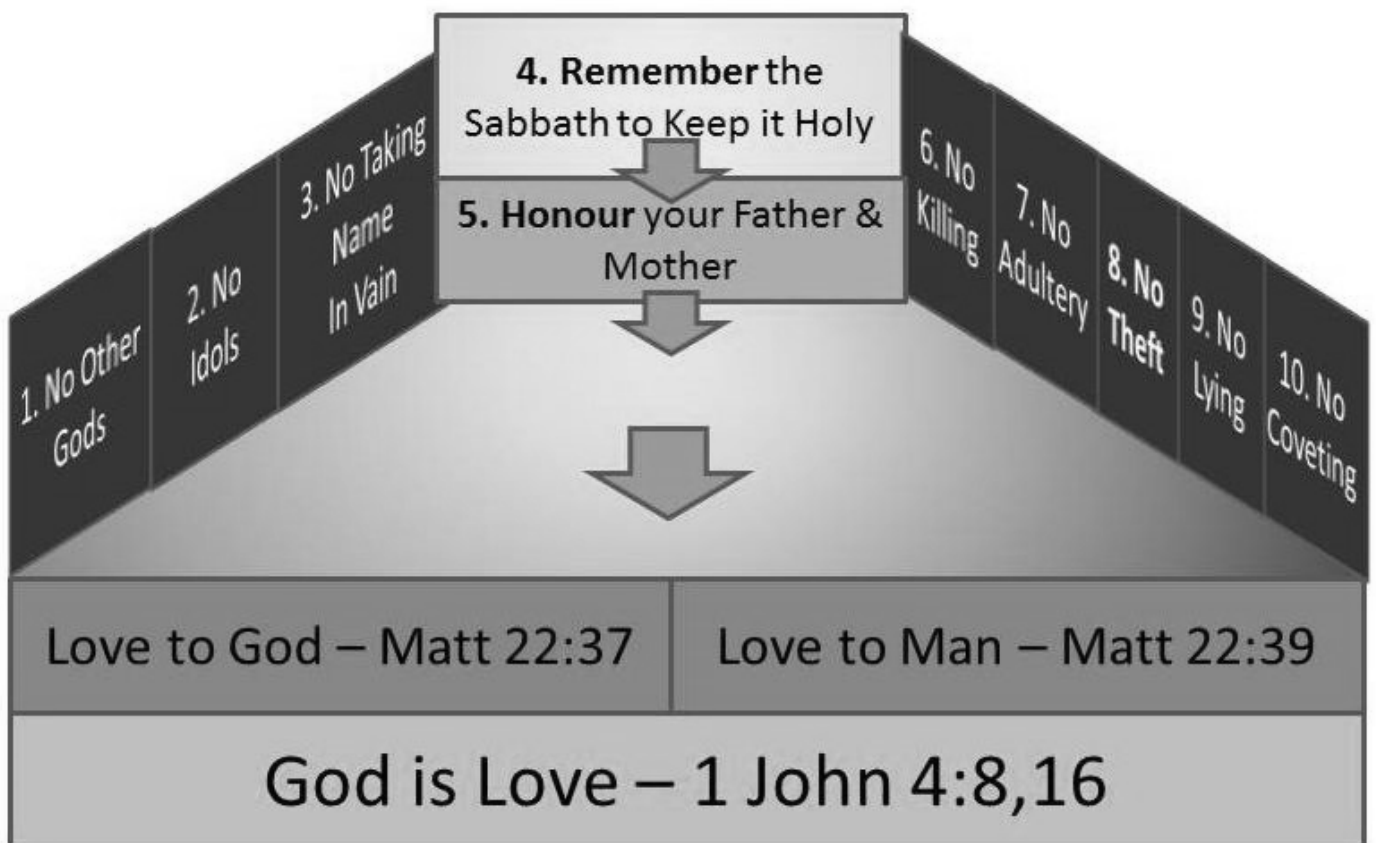 1. No Other
Gods
2. No
Idols
3. No Taking
Name
In Vain
4. Remember the
Sabbath to Keep it Holy
5. Honour your Father &
Mother
6. No
Killing
7. No
Adultery
8. No
Theft
9. No
Lying
10. No
Coveting
Love to God – Matt 22:37
Love to Man – Matt 22:39
God is Love – 1 John 4:8,16